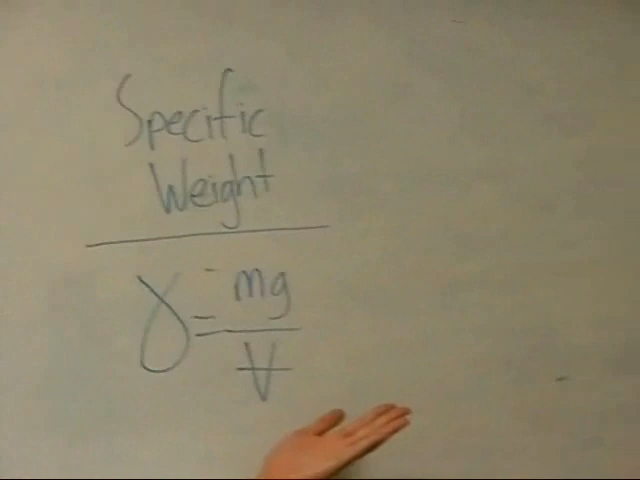 Specific
Weight
γ = mg / V